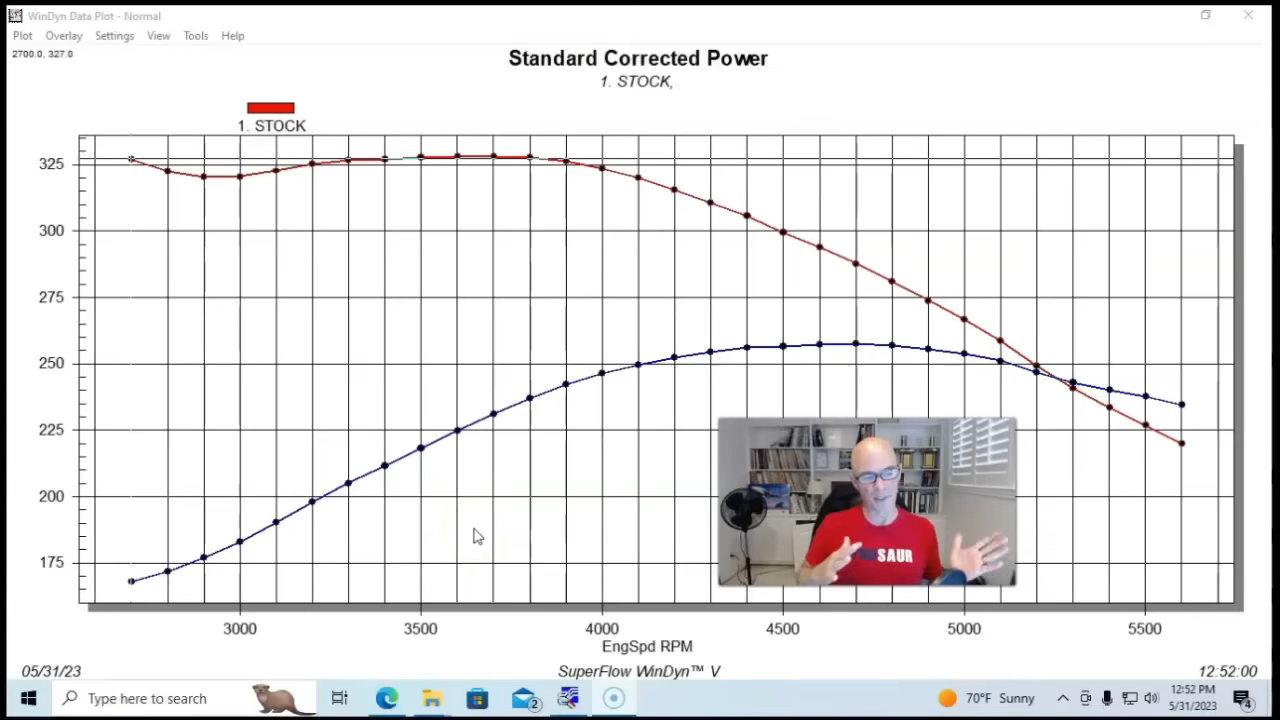 WinDyn Data Plot - Normal
Plot Overlay Settings View Tools Help
2700.0, 327.0
Standard Corrected Power
1. STOCK,
1. STOCK
325
300
275
250
225
200
175
SAUR
3000 3500 4000 4500 5000 5500
EngSpd RPM
05/31/23 SuperFlow WinDyn™ V 12:52:00
Type here to search 2 70°F Sunny 12:52 PM
5/31/2023 4